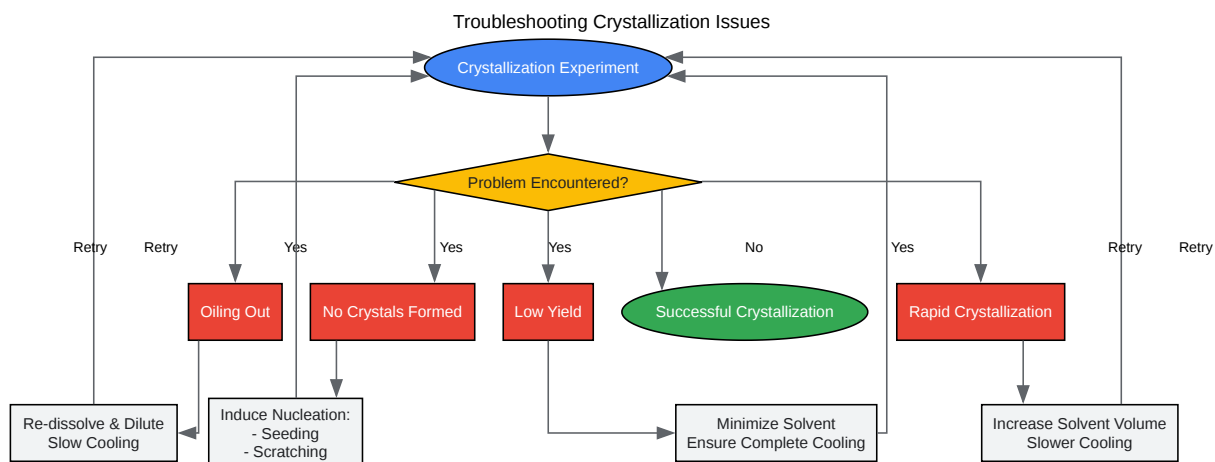 Troubleshooting Crystallization Issues
Crystallization Experiment
Problem Encountered?
Retry
Retry
Yes
Yes
Yes
No
Yes
Retry
Retry
Oiling Out
No Crystals Formed
Low Yield
Successful Crystallization
Rapid Crystallization
Re-dissolve & Dilute
Slow Cooling
Induce Nucleation:
- Seeding
- Scratching
Minimize Solvent
Ensure Complete Cooling
Increase Solvent Volume
Slower Cooling